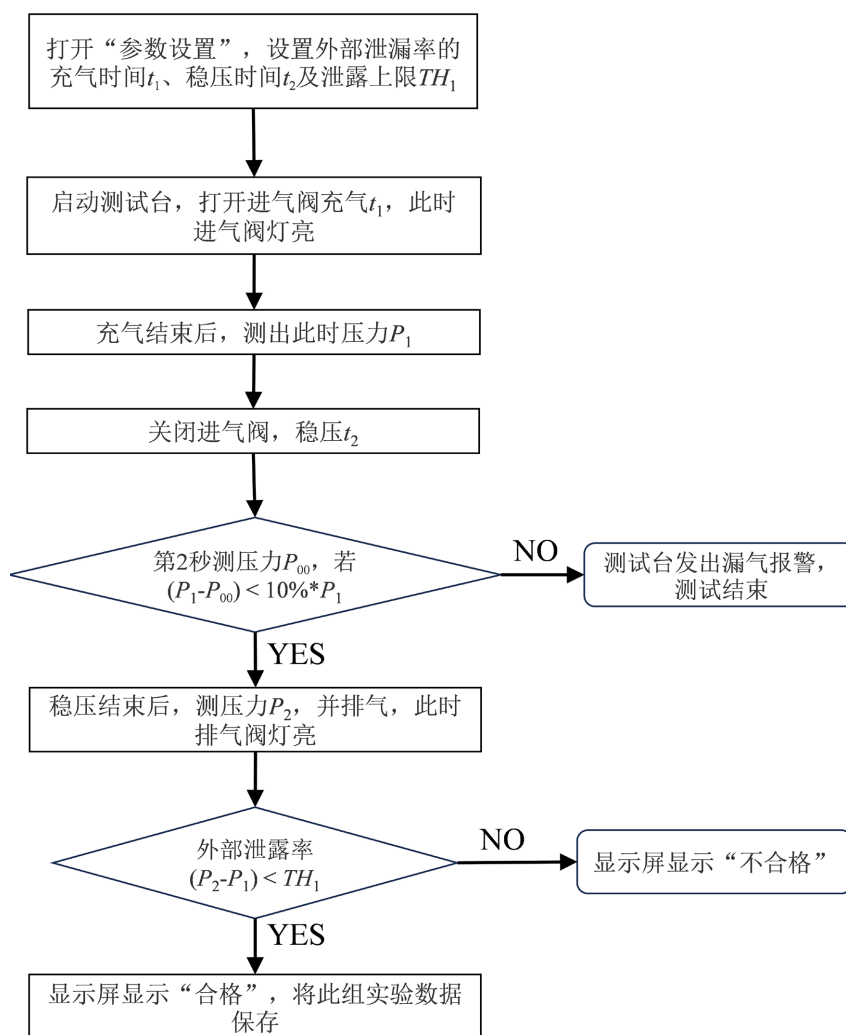 打开“参数设置”，设置外部泄漏率的
充气时间t₁、稳压时间t₂及泄露上限TH₁
启动测试台，打开进气阀充气t₁，此时
进气阀灯亮
充气结束后，测出此时压力P₁
关闭进气阀，稳压t₂
第2秒测压力P₀₀，若
(P₁-P₀₀) < 10%*P₁
NO
测试台发出漏气报警，
测试结束
YES
稳压结束后，测压力P₂，并排气，此时
排气阀灯亮
外部泄露率
(P₂-P₁) < TH₁
NO
显示屏显示“不合格”
YES
显示屏显示“合格”，将此组实验数据
保存